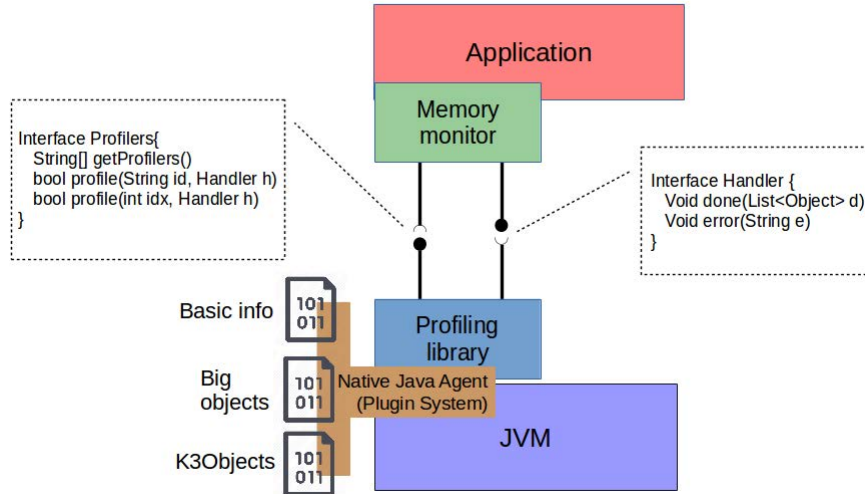 Application
Memory
monitor
Interface Profilers{
String[] getProfilers()
bool profile(String id, Handler h)
bool profile(int idx, Handler h)
}
Interface Handler {
Void done(List<Object> d)
Void error(String e)
}
Basic info
101
011
Profiling
library
Big
objects
101
011
Native Java Agent
(Plugin System)
K3Objects
101
011
JVM